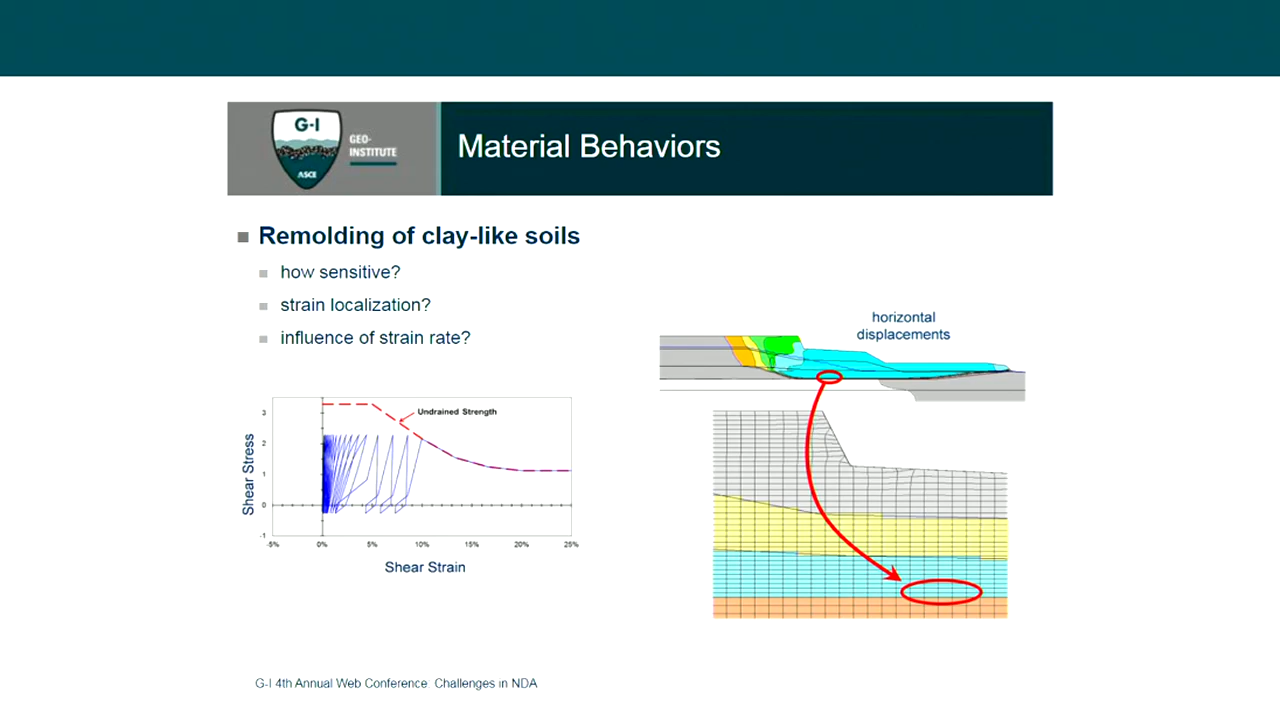 G-I
GEO-
INSTITUTE
ASCE
Material Behaviors
Remolding of clay-like soils
how sensitive?
strain localization?
influence of strain rate?
horizontal
displacements
Undrained Strength
Shear Stress
3
2
1
0
-1
-5%
0%
5%
10%
15%
20%
25%
Shear Strain
G-I 4th Annual Web Conference: Challenges in NDA